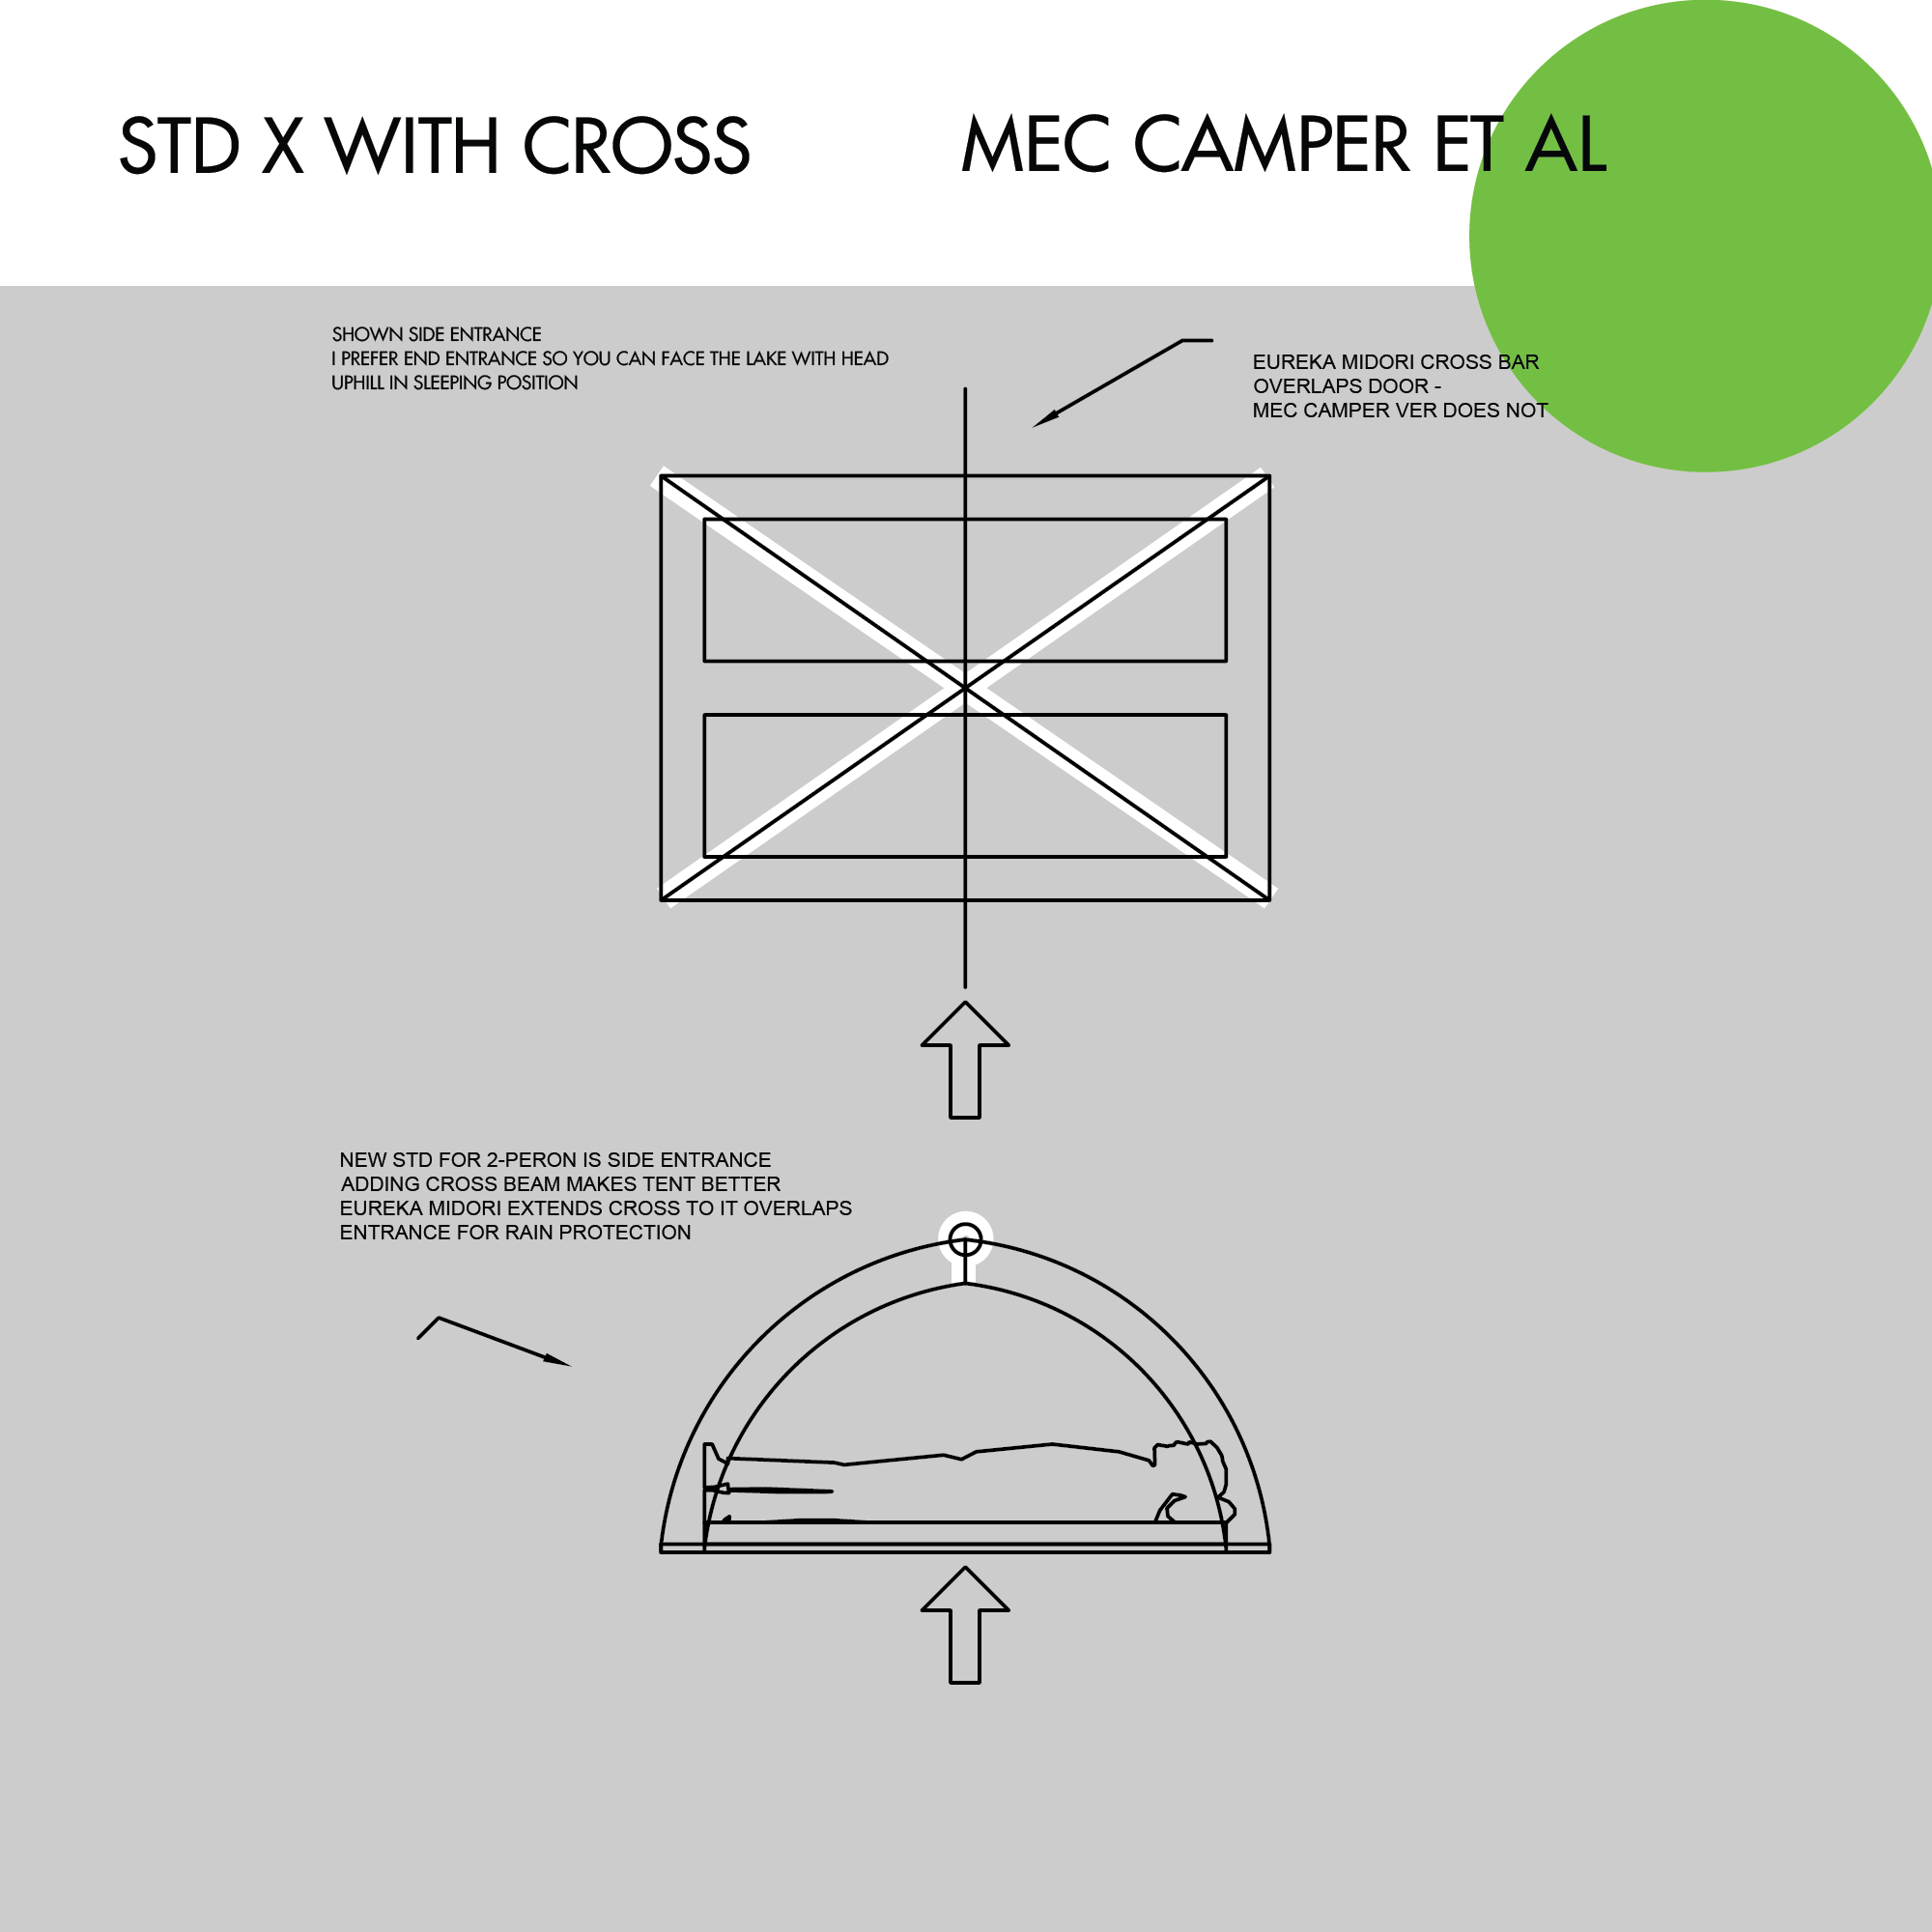 STD X WITH CROSS
MEC CAMPER ET AL
SHOWN SIDE ENTRANCE
I PREFER END ENTRANCE SO YOU CAN FACE THE LAKE WITH HEAD
UPHILL IN SLEEPING POSITION
EUREKA MIDORI CROSS BAR
OVERLAPS DOOR -
MEC CAMPER VER DOES NOT
NEW STD FOR 2-PERON IS SIDE ENTRANCE
ADDING CROSS BEAM MAKES TENT BETTER
EUREKA MIDORI EXTENDS CROSS TO IT OVERLAPS
ENTRANCE FOR RAIN PROTECTION